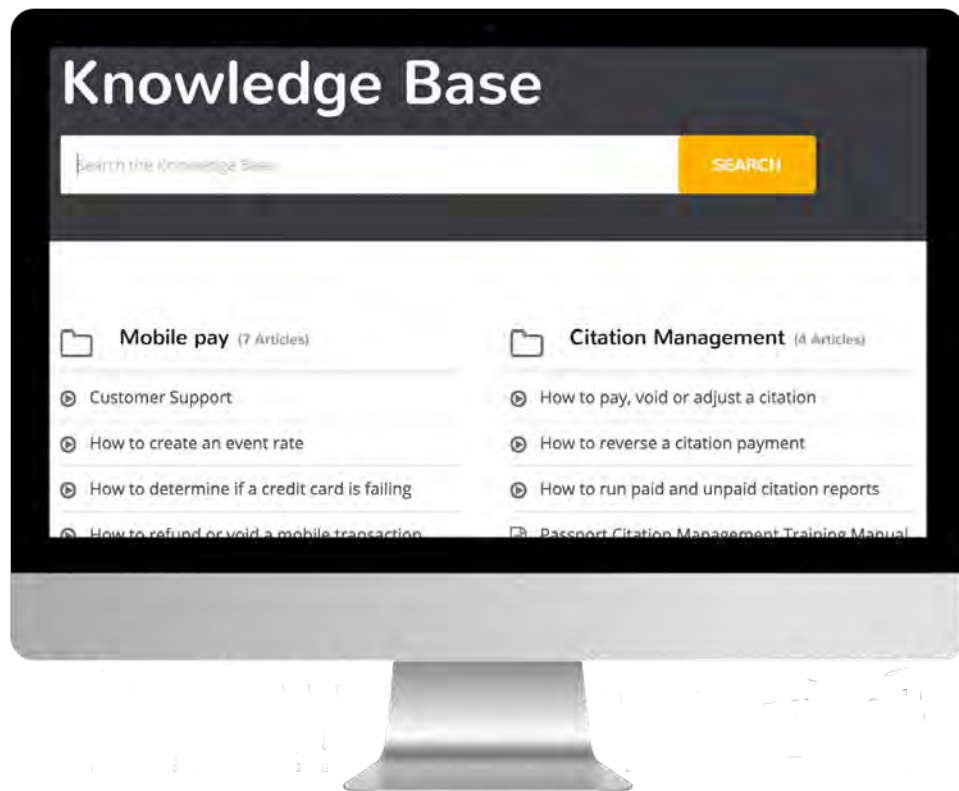 Knowledge Base
Search the Knowledge Base
SEARCH
Mobile pay (7 Articles)
Customer Support
How to create an event rate
How to determine if a credit card is failing
How to refund or void a mobile transaction
Citation Management (4 Articles)
How to pay, void or adjust a citation
How to reverse a citation payment
How to run paid and unpaid citation reports
Passport Citation Management Training Manual